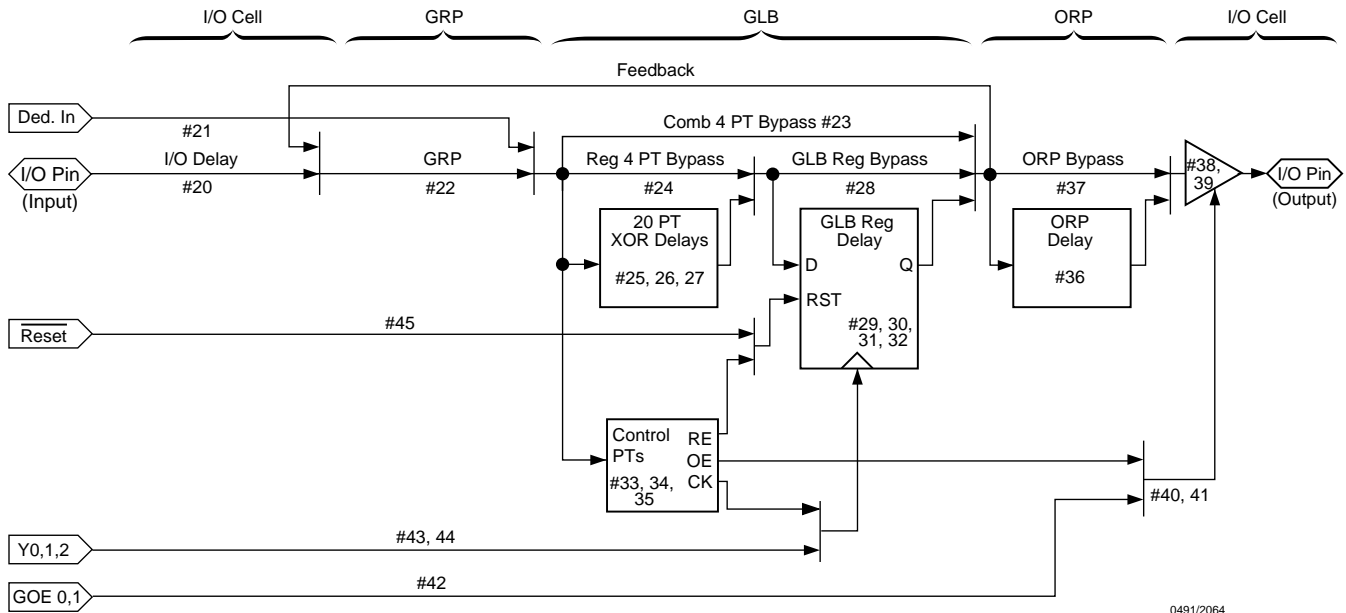 I/O Cell
GRP
GLB
ORP
I/O Cell
Feedback
Ded. In
#21
Comb 4 PT Bypass #23
I/O Pin
(Input)
I/O Delay
#20
GRP
#22
Reg 4 PT Bypass
#24
GLB Reg Bypass
#28
ORP Bypass
#37
#38,
39
I/O Pin
(Output)
20 PT
XOR Delays
#25, 26, 27
GLB Reg
Delay
D
Q
RST
#29, 30,
31, 32
ORP
Delay
#36
Reset
#45
Control
PTs
#33, 34,
35
RE
OE
CK
#40, 41
Y0,1,2
#43, 44
GOE 0,1
#42
0491/2064